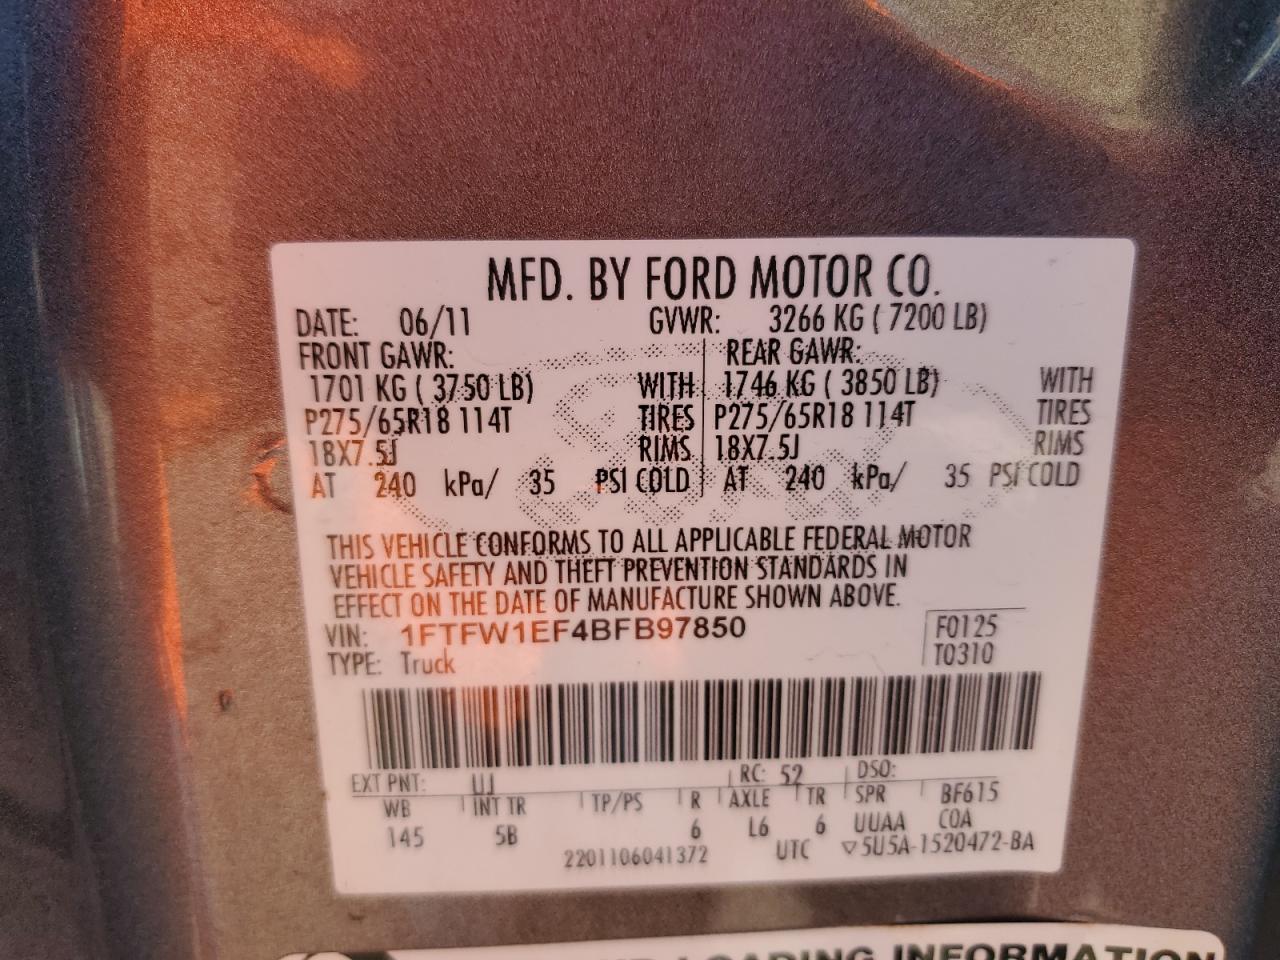 MFD. BY FORD MOTOR CO.
DATE: 06/11 GVWR: 3266 KG ( 7200 LB)
FRONT GAWR: REAR GAWR:
1701 KG ( 3750 LB) WITH 1746 KG ( 3850 LB) WITH
P275/65R18 114T TIRES P275/65R18 114T TIRES
18X7.5J RIMS 18X7.5J RIMS
AT 240 kPa/ 35 PSI COLD AT 240 kPa/ 35 PSI COLD
THIS VEHICLE CONFORMS TO ALL APPLICABLE FEDERAL MOTOR
VEHICLE SAFETY AND THEFT PREVENTION STANDARDS IN
EFFECT ON THE DATE OF MANUFACTURE SHOWN ABOVE.
VIN: 1FTFW1EF4BFB97850 F0125
TYPE: Truck T0310
EXT PNT: UJ RC: 52 DSO:
WB INT TR TP/PS R AXLE TR SPR BF615
145 5B 6 L6 6 UUAA COA
2201106041372 UTC ▽5U5A-1520472-BA
LOADING INFORMATION